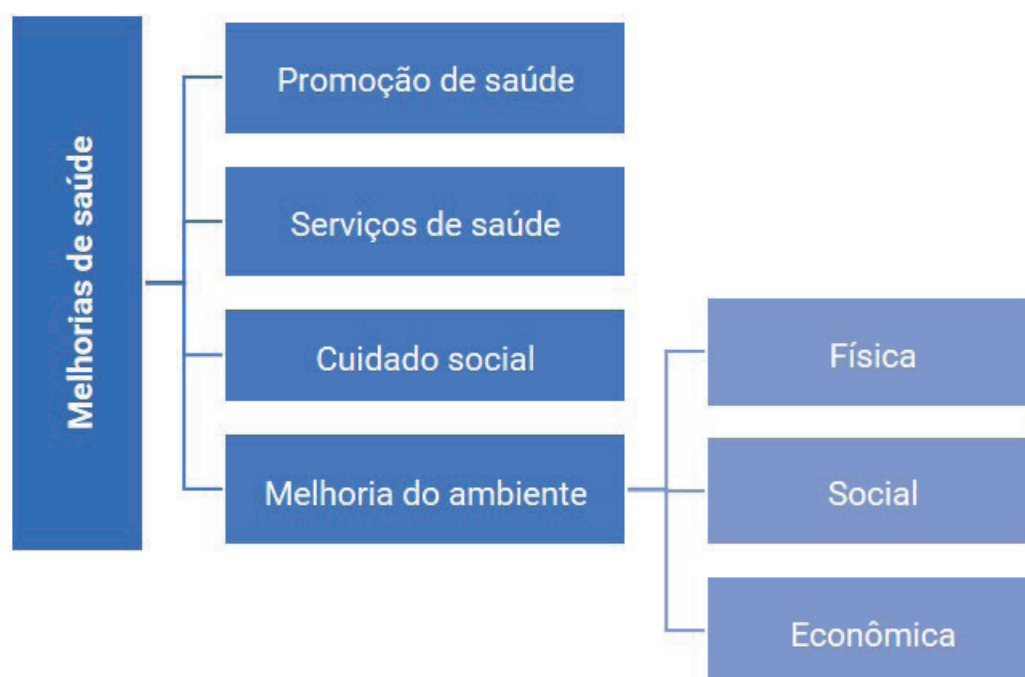 Melhorias de saúde
Promoção de saúde
Serviços de saúde
Cuidado social
Melhoria do ambiente
Física
Social
Econômica